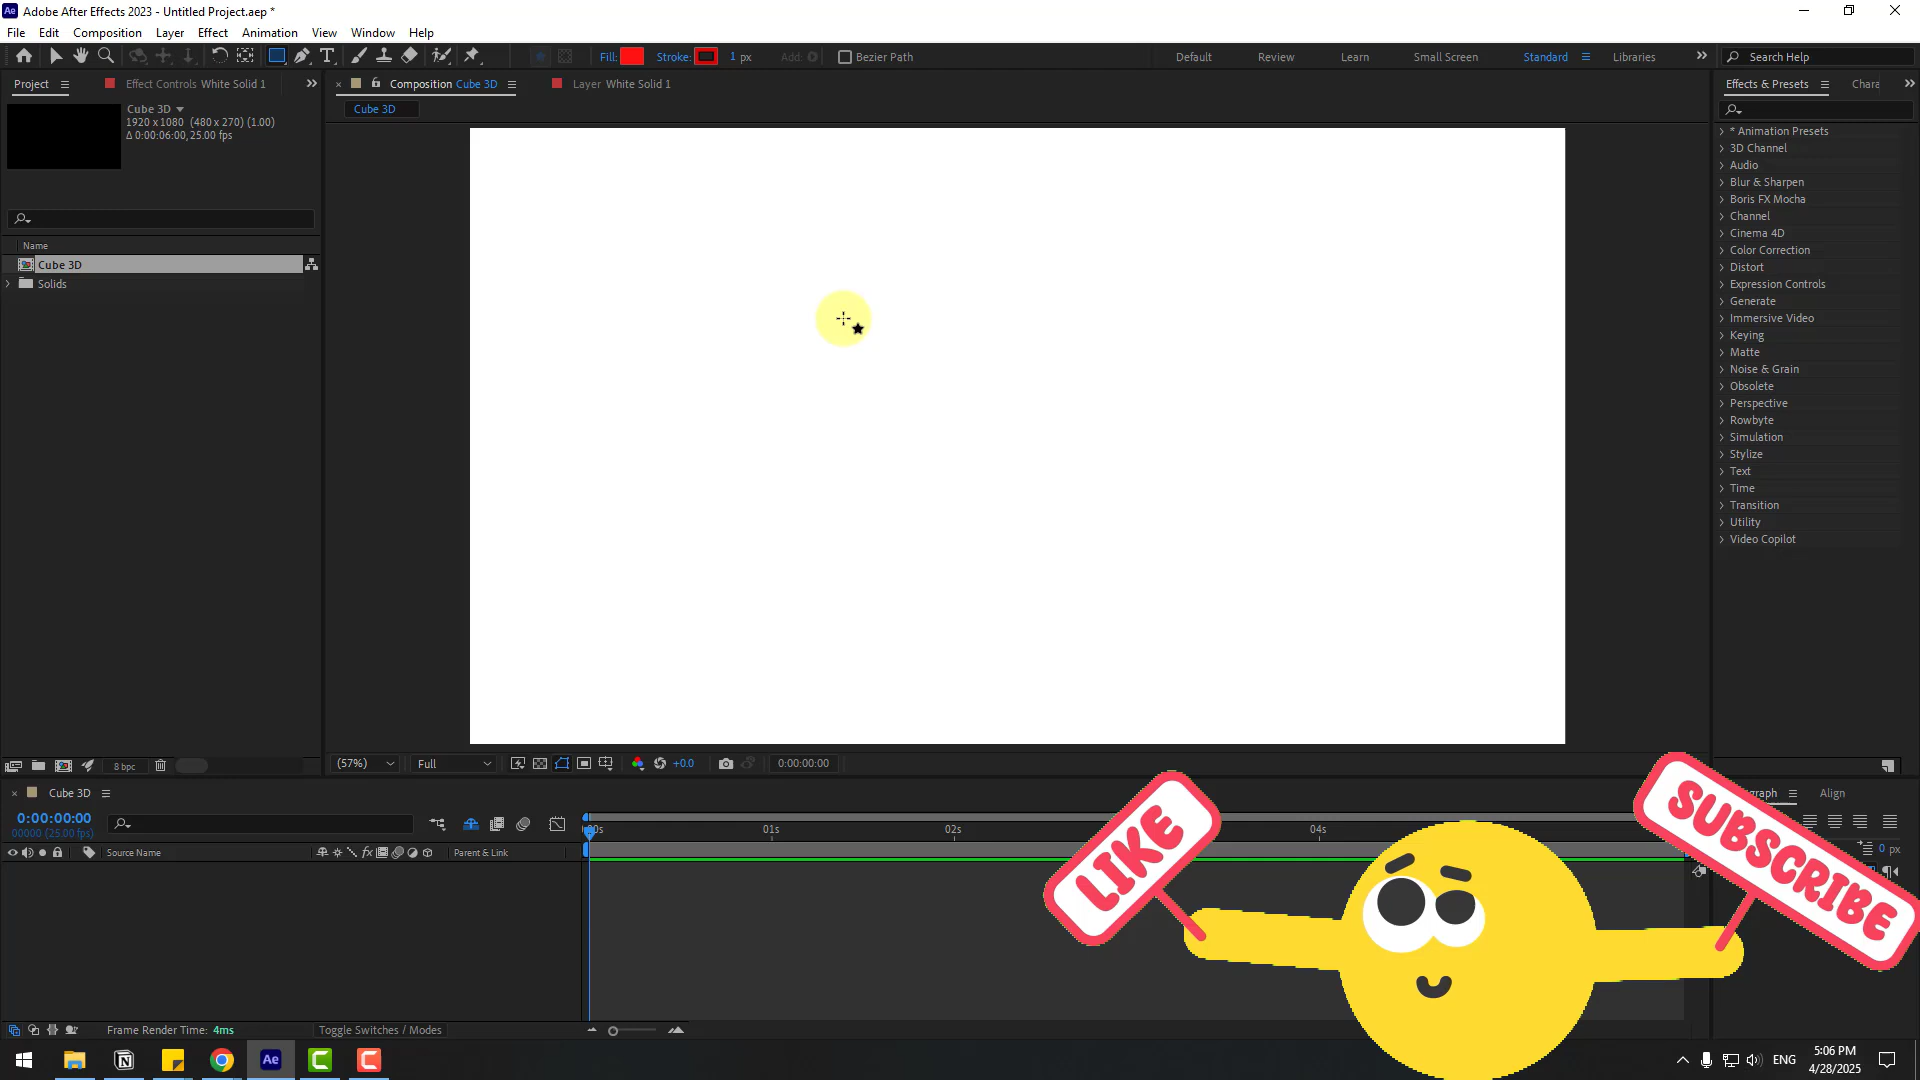 Ae Adobe After Effects 2023 - Untitled Project.aep *
File Edit Composition Layer Effect Animation View Window Help
Fill: Stroke: 1 px Add: Bezier Path Default Review Learn Small Screen Standard Libraries Search Help
Project Effect Controls White Solid 1 Composition Cube 3D Layer White Solid 1 Effects & Presets Chara
Cube 3D
1920 x 1080 (480 x 270) (1.00)
Δ 0:00:06:00, 25.00 fps
Cube 3D
Name
Cube 3D
Solids
* Animation Presets
3D Channel
Audio
Blur & Sharpen
Boris FX Mocha
Channel
Cinema 4D
Color Correction
Distort
Expression Controls
Generate
Immersive Video
Keying
Matte
Noise & Grain
Obsolete
Perspective
Rowbyte
Simulation
Stylize
Text
Time
Transition
Utility
Video Copilot
8 bpc (57%) Full +0.0 0:00:00:00
Cube 3D
0:00:00:00
00000 (25.00 fps)
Source Name Parent & Link
01s 02s 04s
Align
0 px
LIKE
SUBSCRIBE
Frame Render Time: 4ms Toggle Switches / Modes
Ae
ENG
5:06 PM
4/28/2025